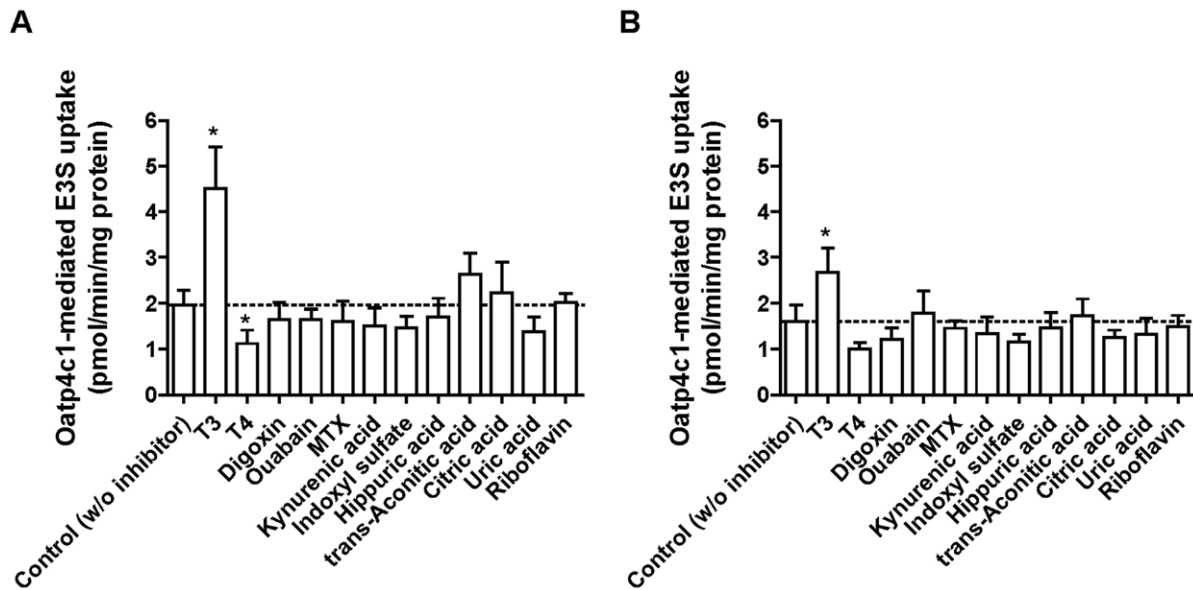 A
Oatp4c1-mediated E3S uptake
(pmol/min/mg protein)
6
5
4
3
2
1
0
*
*
Control (w/o inhibitor)
T3
T4
Digoxin
Ouabain
MTX
Kynurenic acid
Indoxyl sulfate
Hippuric acid
trans-Aconitic acid
Citric acid
Uric acid
Riboflavin
B
Oatp4c1-mediated E3S uptake
(pmol/min/mg protein)
6
5
4
3
2
1
0
*
Control (w/o inhibitor)
T3
T4
Digoxin
Ouabain
MTX
Kynurenic acid
Indoxyl sulfate
Hippuric acid
trans-Aconitic acid
Citric acid
Uric acid
Riboflavin